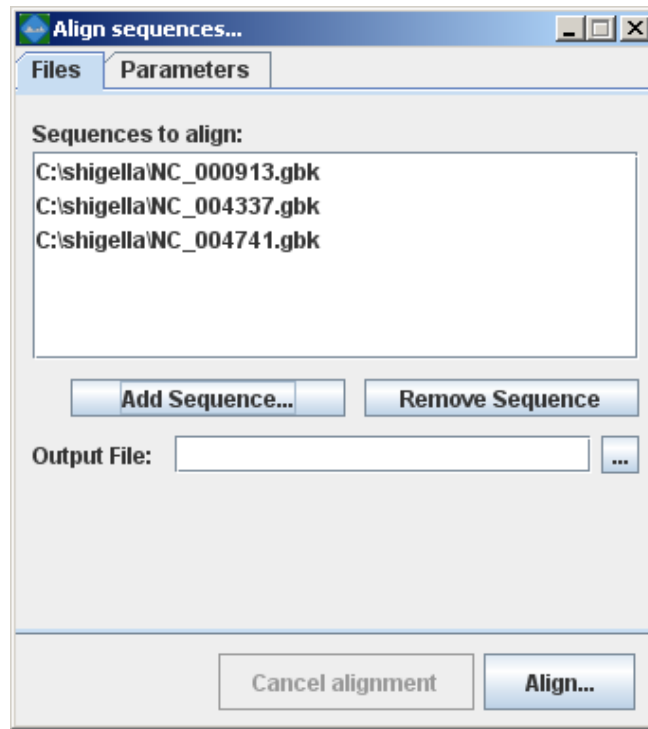 Align sequences...
Files Parameters
Sequences to align:
C:\shigella\NC_000913.gbk
C:\shigella\NC_004337.gbk
C:\shigella\NC_004741.gbk
Add Sequence... Remove Sequence
Output File: ...
Cancel alignment Align...